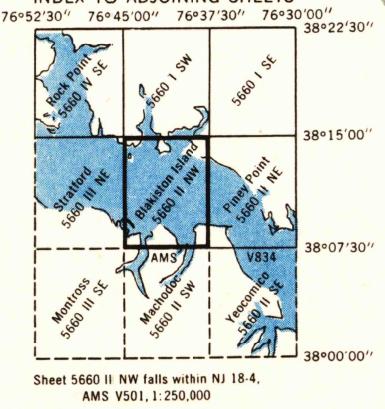 INDEX TO ADJOINING SHEETS
76°52'30" 76°45'00" 76°37'30" 76°30'00"
38°22'30"
Rock Point
5660 IV SE
5660 I SW
5660 I SE
38°15'00"
Stratford
5660 III NE
Blakiston Island
5660 II NW
Piney Point
5660 II NE
38°07'30"
AMS
V834
Montross
5660 III SE
Machodoc
5660 II SW
Yeocomico
5660 II SE
38°00'00"
Sheet 5660 II NW falls within NJ 18-4,
AMS V501, 1:250,000